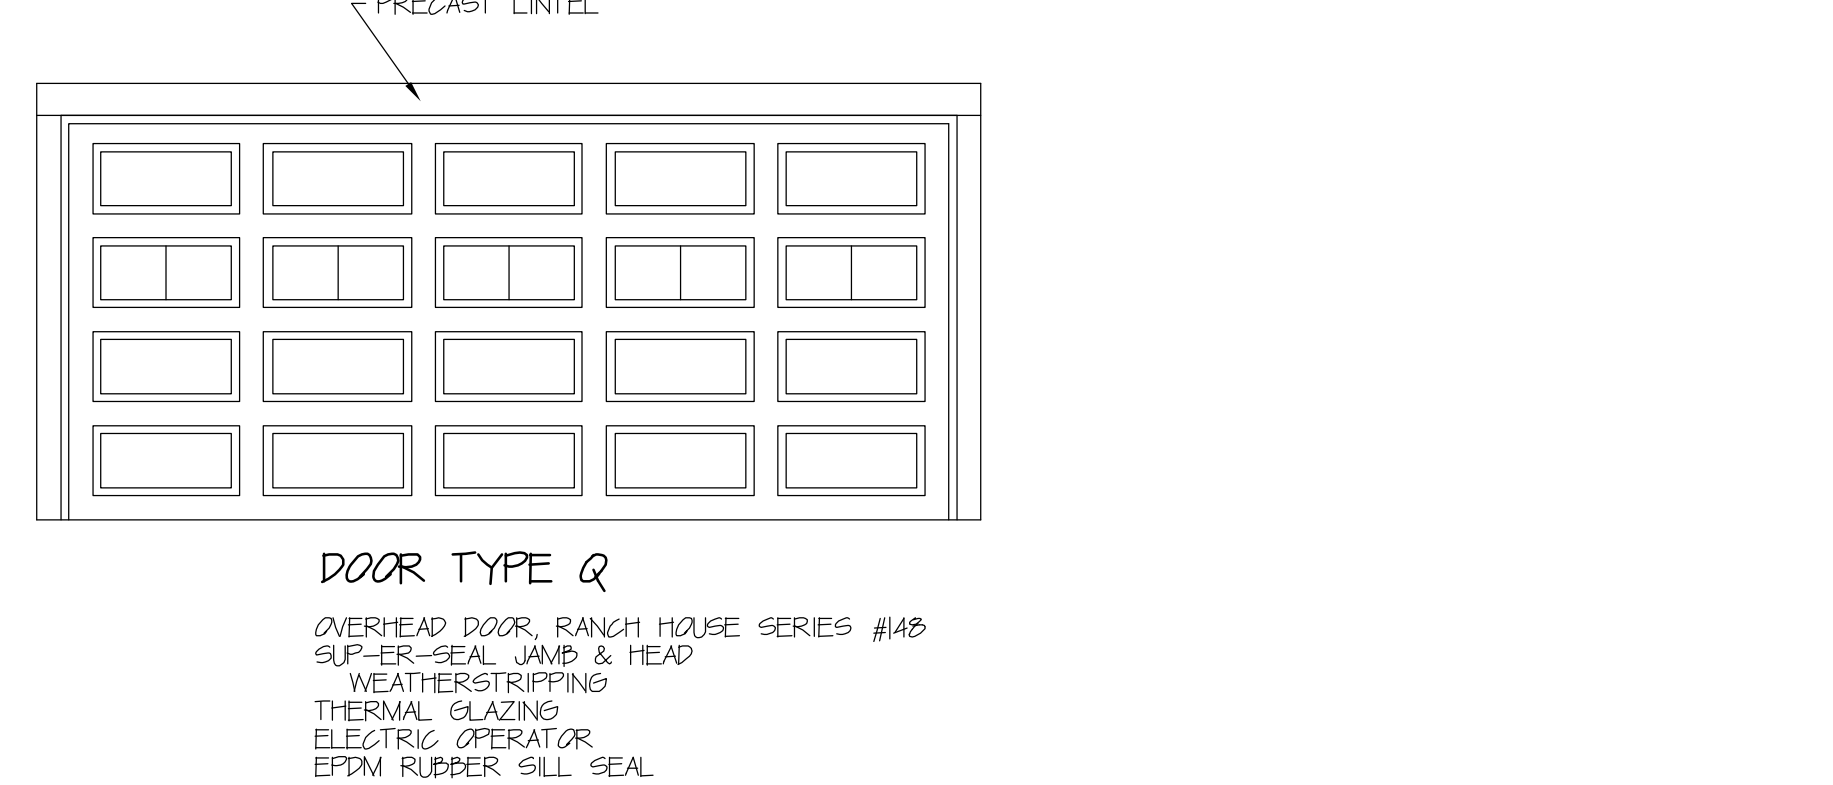 PRECAST LINTEL
DOOR TYPE Q
OVERHEAD DOOR, RANCH HOUSE SERIES #148
SUP-ER-SEAL JAMB & HEAD
WEATHERSTRIPPING
THERMAL GLAZING
ELECTRIC OPERATOR
EPDM RUBBER SILL SEAL